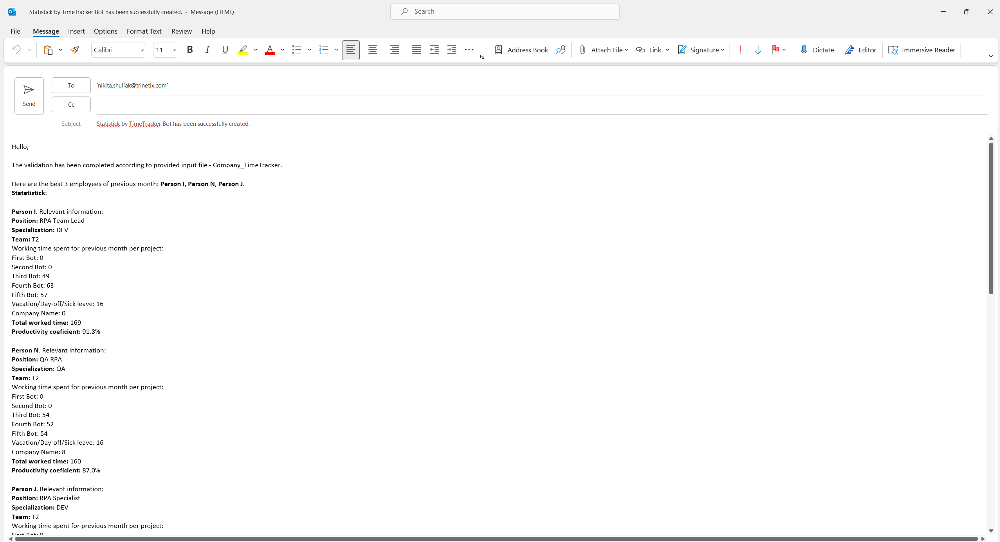 Statistick by TimeTracker Bot has been successfully created. - Message (HTML)
Search
File Message Insert Options Format Text Review Help
Calibri 11 B I U A Address Book Attach File Link Signature Dictate Editor Immersive Reader
Send
To 'nikita.shuliak@trinetix.com'
Cc
Subject Statistick by TimeTracker Bot has been successfully created.
Hello,
The validation has been completed according to provided input file - Company_TimeTracker.
Here are the best 3 employees of previous month: Person I, Person N, Person J.
Statatistick:
Person I. Relevant information:
Position: RPA Team Lead
Specialization: DEV
Team: T2
Working time spent for previous month per project:
First Bot: 0
Second Bot: 0
Third Bot: 49
Fourth Bot: 63
Fifth Bot: 57
Vacation/Day-off/Sick leave: 16
Company Name: 0
Total worked time: 169
Productivity coeficient: 91.8%
Person N. Relevant information:
Position: QA RPA
Specialization: QA
Team: T2
Working time spent for previous month per project:
First Bot: 0
Second Bot: 0
Third Bot: 54
Fourth Bot: 52
Fifth Bot: 54
Vacation/Day-off/Sick leave: 16
Company Name: 8
Total worked time: 160
Productivity coeficient: 87.0%
Person J. Relevant information:
Position: RPA Specialist
Specialization: DEV
Team: T2
Working time spent for previous month per project:
First Bot: 0